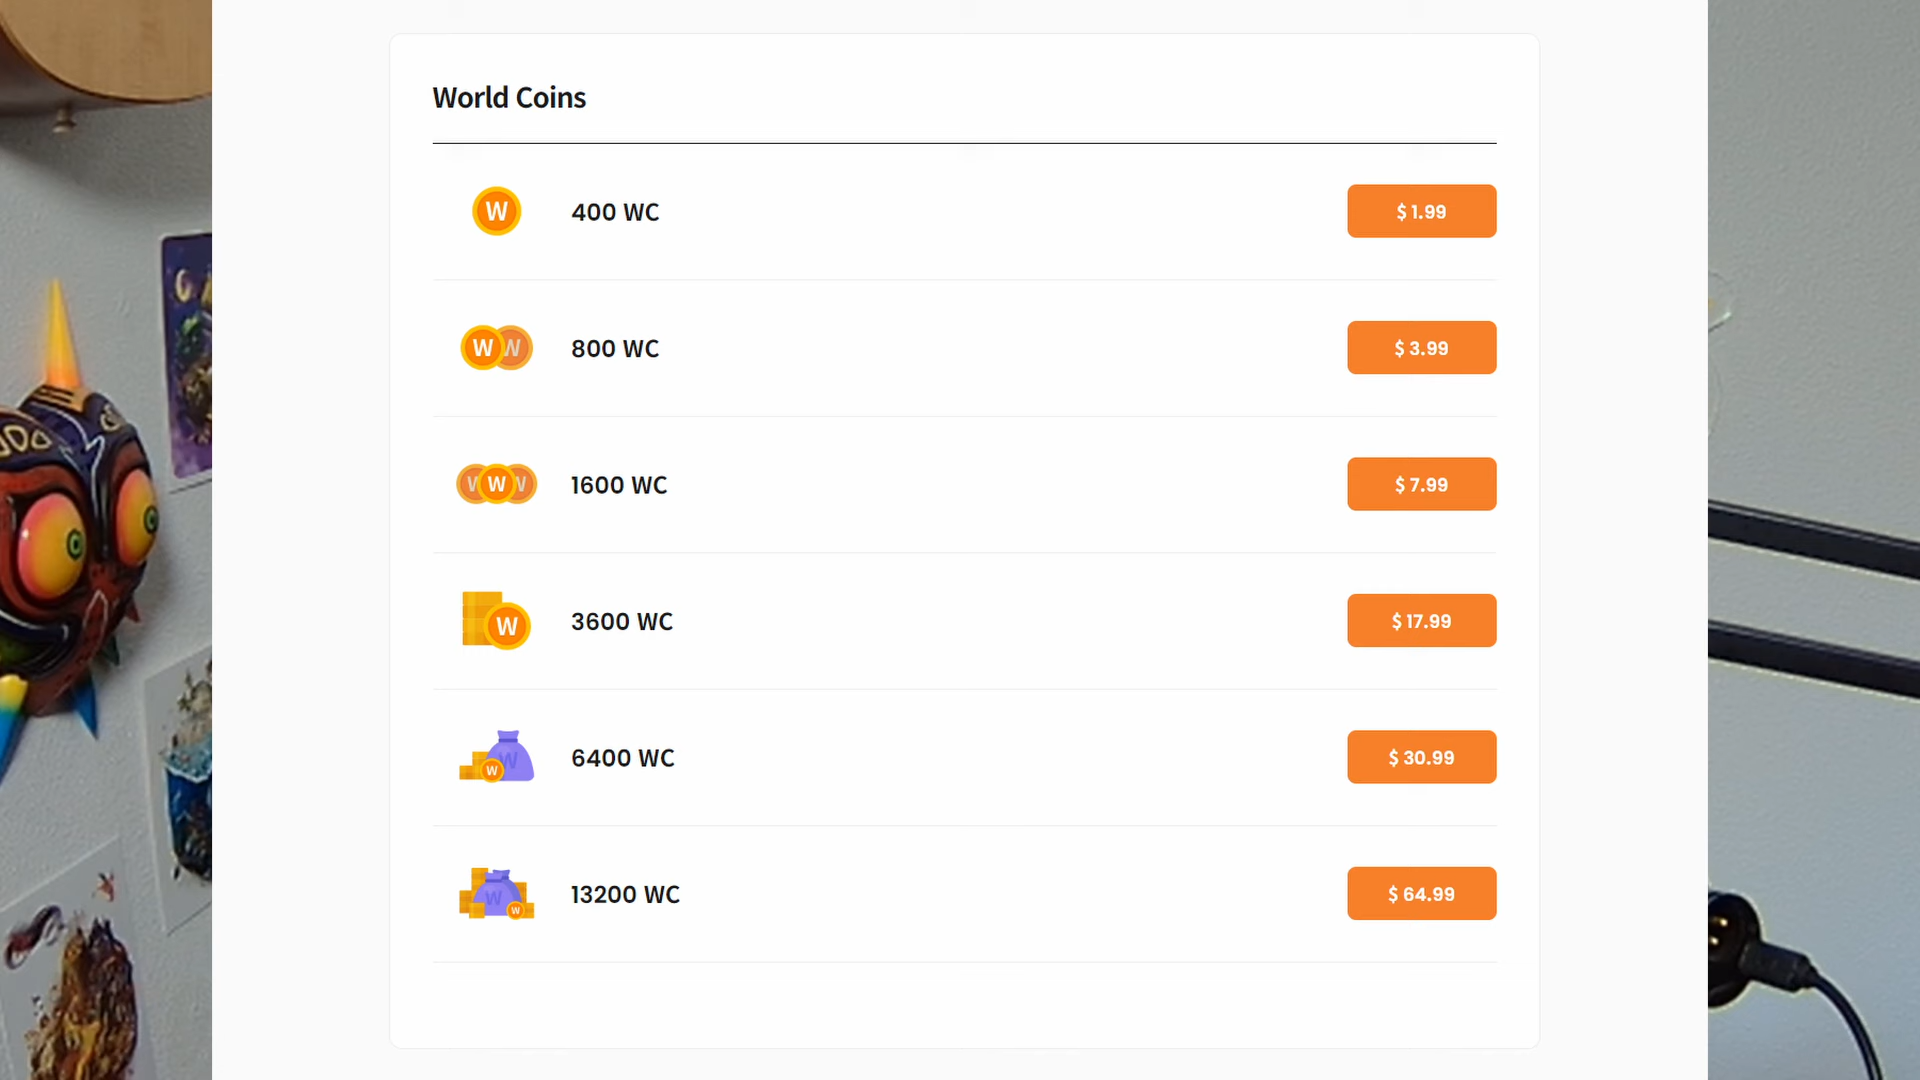 World Coins
W
400 WC
$ 1.99
W W
800 WC
$ 3.99
W W W
1600 WC
$ 7.99
W
3600 WC
$ 17.99
W W
6400 WC
$ 30.99
W W
13200 WC
$ 64.99